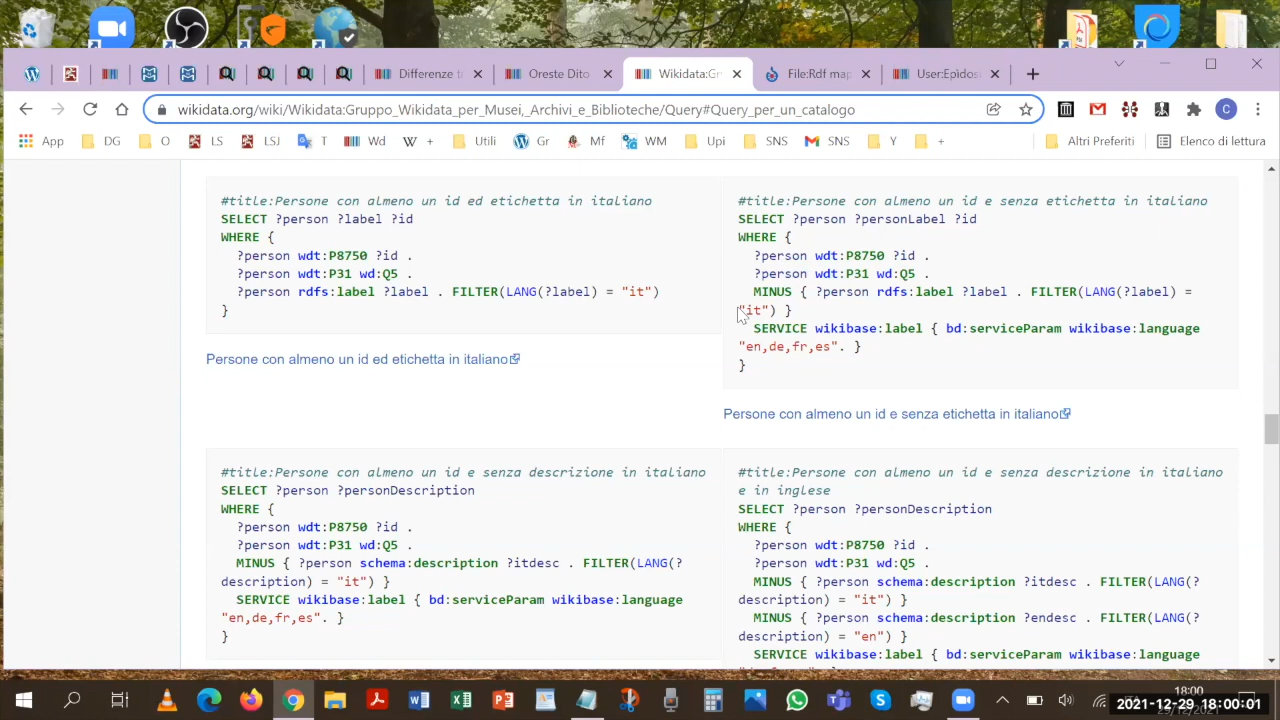 Differenze t
Oreste Dito
Wikidata:Gr
File:Rdf map
User:Epìdos
wikidata.org/wiki/Wikidata:Gruppo_Wikidata_per_Musei,_Archivi_e_Biblioteche/Query#Query_per_un_catalogo
App DG O LS LSJ T Wd + Utili Gr Mf WM Upi SNS SNS Y + Altri Preferiti Elenco di lettura
#title:Persone con almeno un id ed etichetta in italiano
SELECT ?person ?label ?id
WHERE {
?person wdt:P8750 ?id .
?person wdt:P31 wd:Q5 .
?person rdfs:label ?label . FILTER(LANG(?label) = "it")
}
Persone con almeno un id ed etichetta in italiano
#title:Persone con almeno un id e senza etichetta in italiano
SELECT ?person ?personLabel ?id
WHERE {
?person wdt:P8750 ?id .
?person wdt:P31 wd:Q5 .
MINUS { ?person rdfs:label ?label . FILTER(LANG(?label) =
"it") }
SERVICE wikibase:label { bd:serviceParam wikibase:language
"en,de,fr,es". }
}
Persone con almeno un id e senza etichetta in italiano
#title:Persone con almeno un id e senza descrizione in italiano
SELECT ?person ?personDescription
WHERE {
?person wdt:P8750 ?id .
?person wdt:P31 wd:Q5 .
MINUS { ?person schema:description ?itdesc . FILTER(LANG(?
description) = "it") }
SERVICE wikibase:label { bd:serviceParam wikibase:language
"en,de,fr,es". }
}
#title:Persone con almeno un id e senza descrizione in italiano
e in inglese
SELECT ?person ?personDescription
WHERE {
?person wdt:P8750 ?id .
?person wdt:P31 wd:Q5 .
MINUS { ?person schema:description ?itdesc . FILTER(LANG(?
description) = "it") }
MINUS { ?person schema:description ?endesc . FILTER(LANG(?
description) = "en") }
SERVICE wikibase:label { bd:serviceParam wikibase:language
18:00
2021-12-29 18:00:01